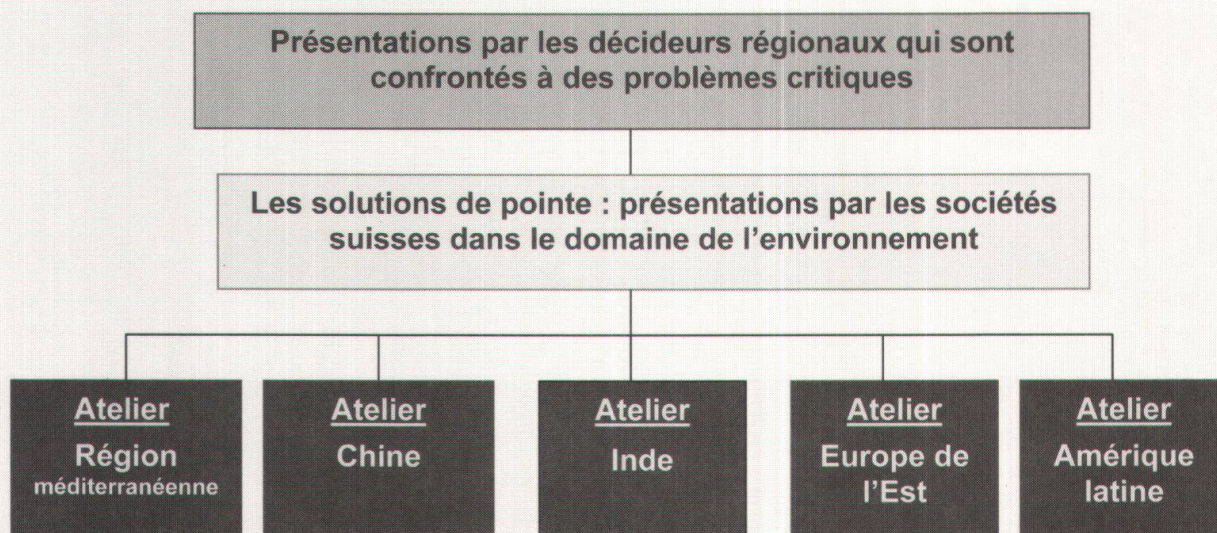 Présentations par les décideurs régionaux qui sont
confrontés à des problèmes critiques
Les solutions de pointe : présentations par les sociétés
suisses dans le domaine de l'environnement
Atelier
Région
méditerranéenne
Atelier
Chine
Atelier
Inde
Atelier
Europe de
l'Est
Atelier
Amérique
latine